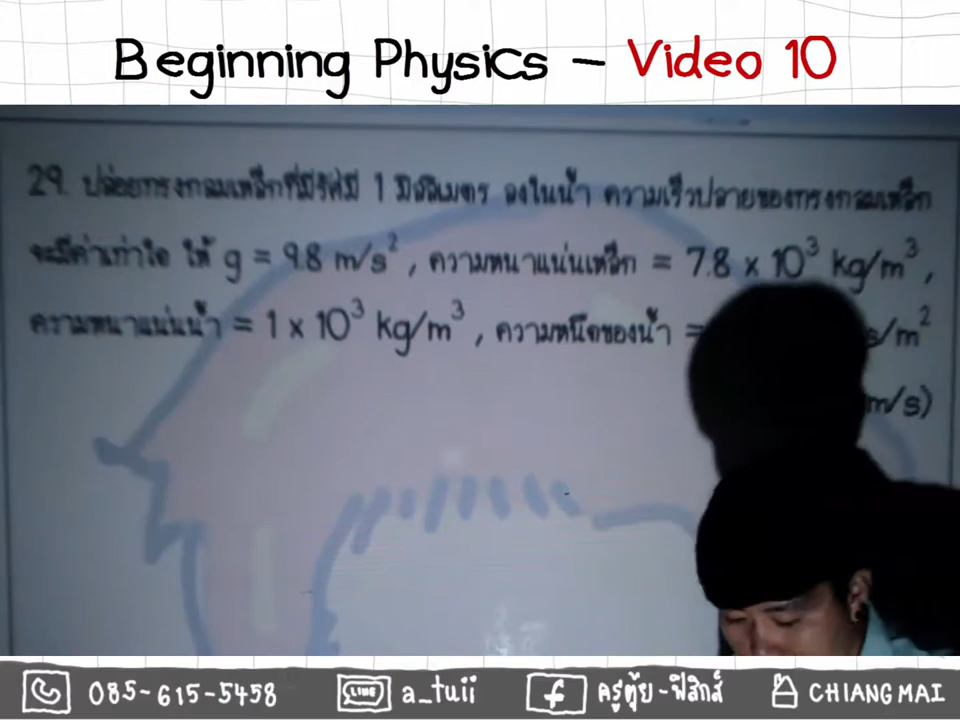 Beginning Physics – Video 10
29. ปล่อยทรงกลมเหล็กที่มีรัศมี 1 มิลลิเมตร ลงในน้ำ ความเร็วปลายของทรงกลมเหล็ก
จะมีค่าเท่าใด ให้ g = 9.8 m/s², ความหนาแน่นเหล็ก = 7.8 x 10³ kg/m³,
ความหนาแน่นน้ำ = 1 x 10³ kg/m³, ความหนืดของน้ำ = s/m²
m/s)
085-615-5458
LINE a_tuii
f ครูตุ้ย-ฟิสิกส์
CHIANG MAI